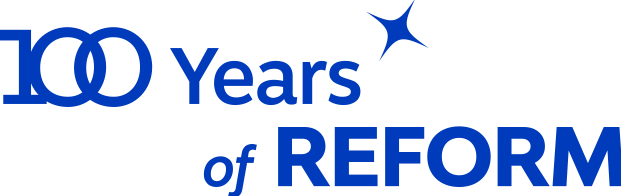 100 Years
of REFORM